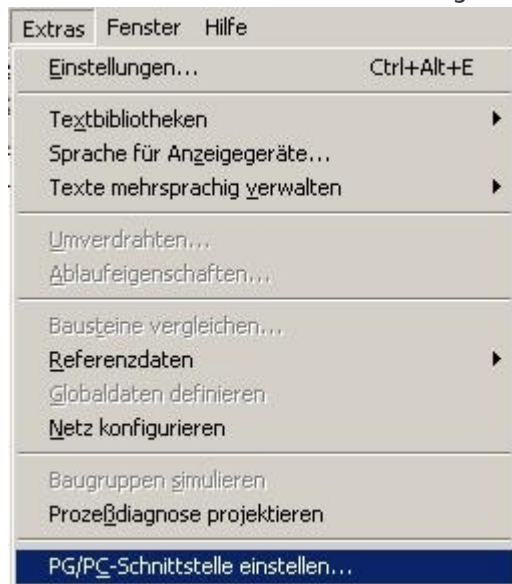 Extras Fenster Hilfe
Einstellungen... Ctrl+Alt+E
Textbibliotheken
Sprache für Anzeigegeräte...
Texte mehrsprachig verwalten
Umverdrahten...
Ablaufeigenschaften...
Bausteine vergleichen...
Referenzdaten
Globaldaten definieren
Netz konfigurieren
Baugruppen simulieren
Prozeßdiagnose projektieren
PG/PC-Schnittstelle einstellen...